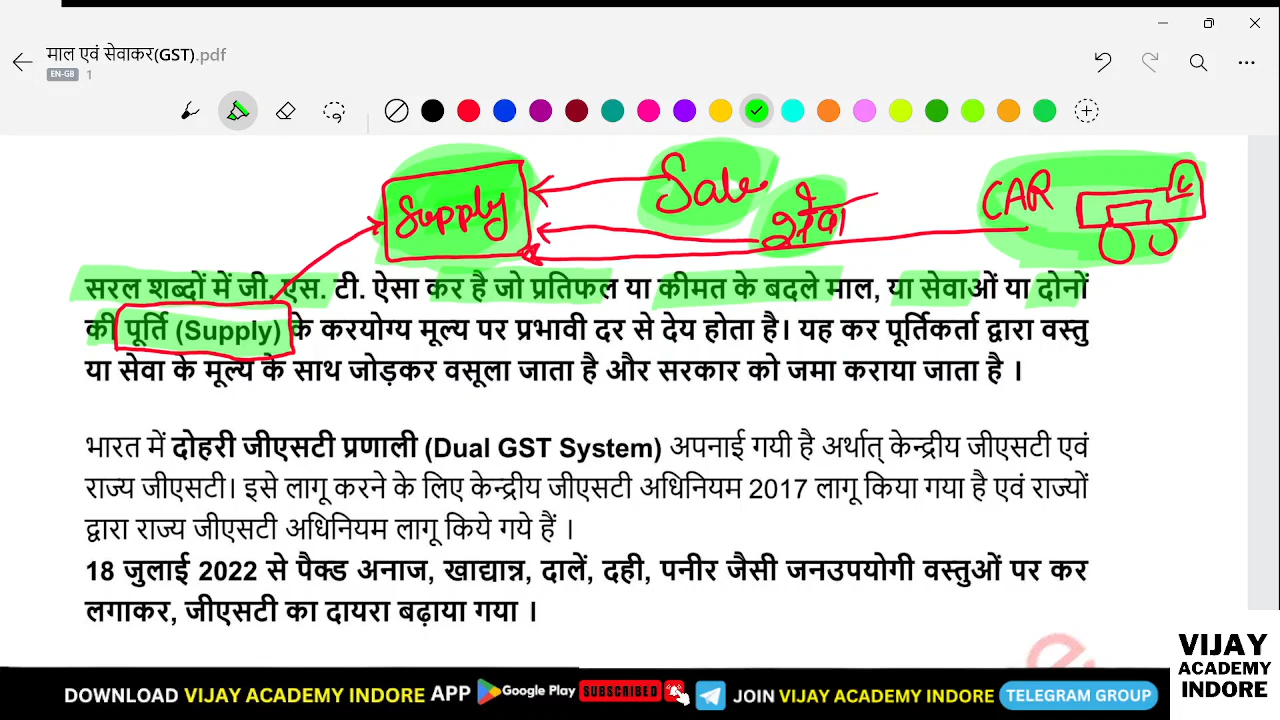 माल एवं सेवाकर(GST).pdf
EN-GB 1
Supply Sale सेवा CAR
सरल शब्दों में जी. एस. टी. ऐसा कर है जो प्रतिफल या कीमत के बदले माल, या सेवाओं या दोनों
की पूर्ति (Supply) के करयोग्य मूल्य पर प्रभावी दर से देय होता है। यह कर पूर्तिकर्ता द्वारा वस्तु
या सेवा के मूल्य के साथ जोड़कर वसूला जाता है और सरकार को जमा कराया जाता है ।
भारत में दोहरी जीएसटी प्रणाली (Dual GST System) अपनाई गयी है अर्थात् केन्द्रीय जीएसटी एवं
राज्य जीएसटी। इसे लागू करने के लिए केन्द्रीय जीएसटी अधिनियम 2017 लागू किया गया है एवं राज्यों
द्वारा राज्य जीएसटी अधिनियम लागू किये गये हैं ।
18 जुलाई 2022 से पैक्ड अनाज, खाद्यान्न, दालें, दही, पनीर जैसी जनउपयोगी वस्तुओं पर कर
लगाकर, जीएसटी का दायरा बढ़ाया गया ।
VIJAY
ACADEMY
INDORE
DOWNLOAD VIJAY ACADEMY INDORE APP Google Play SUBSCRIBED JOIN VIJAY ACADEMY INDORE TELEGRAM GROUP